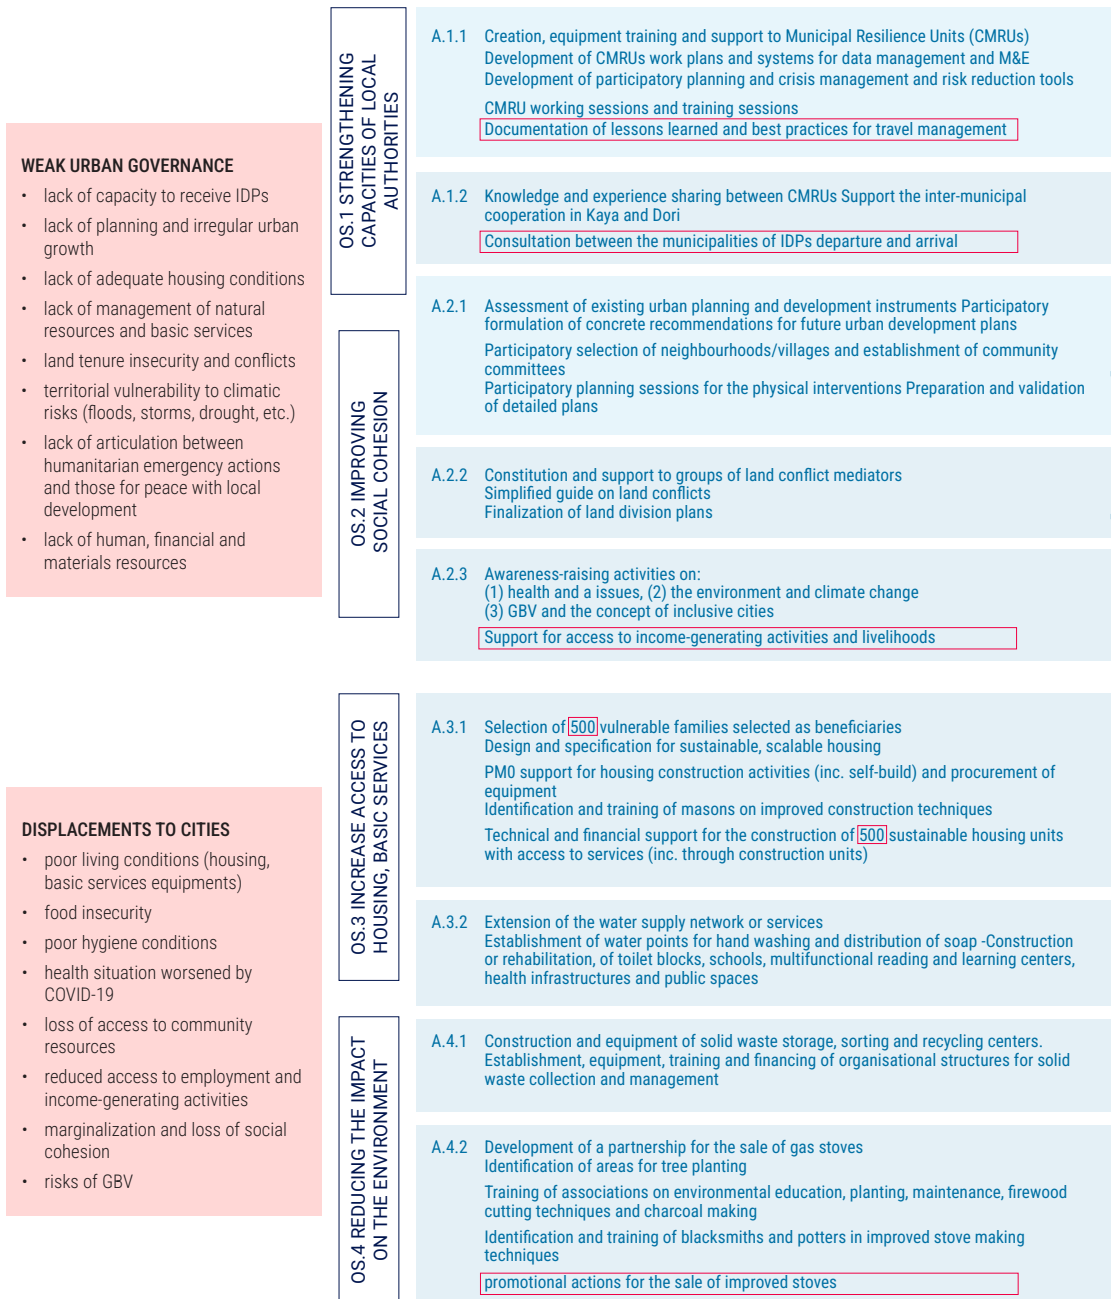 WEAK URBAN GOVERNANCE
• lack of capacity to receive IDPs
• lack of planning and irregular urban
growth
• lack of adequate housing conditions
• lack of management of natural
resources and basic services
• land tenure insecurity and conflicts
• territorial vulnerability to climatic
risks (floods, storms, drought, etc.)
• lack of articulation between
humanitarian emergency actions
and those for peace with local
development
• lack of human, financial and
materials resources
DISPLACEMENTS TO CITIES
• poor living conditions (housing,
basic services equipments)
• food insecurity
• poor hygiene conditions
• health situation worsened by
COVID-19
• loss of access to community
resources
• reduced access to employment and
income-generating activities
• marginalization and loss of social
cohesion
• risks of GBV
OS.1 STRENGTHENING
CAPACITIES OF LOCAL
AUTHORITIES
A.1.1 Creation, equipment training and support to Municipal Resilience Units (CMRUs)
Development of CMRUs work plans and systems for data management and M&E
Development of participatory planning and crisis management and risk reduction tools
CMRU working sessions and training sessions
Documentation of lessons learned and best practices for travel management
A.1.2 Knowledge and experience sharing between CMRUs Support the inter-municipal
cooperation in Kaya and Dori
Consultation between the municipalities of IDPs departure and arrival
OS.2 IMPROVING
SOCIAL COHESION
A.2.1 Assessment of existing urban planning and development instruments Participatory
formulation of concrete recommendations for future urban development plans
Participatory selection of neighbourhoods/villages and establishment of community
committees
Participatory planning sessions for the physical interventions Preparation and validation
of detailed plans
A.2.2 Constitution and support to groups of land conflict mediators
Simplified guide on land conflicts
Finalization of land division plans
A.2.3 Awareness-raising activities on:
(1) health and a issues, (2) the environment and climate change
(3) GBV and the concept of inclusive cities
Support for access to income-generating activities and livelihoods
OS.3 INCREASE ACCESS TO
HOUSING, BASIC SERVICES
A.3.1 Selection of 500 vulnerable families selected as beneficiaries
Design and specification for sustainable, scalable housing
PM0 support for housing construction activities (inc. self-build) and procurement of
equipment
Identification and training of masons on improved construction techniques
Technical and financial support for the construction of 500 sustainable housing units
with access to services (inc. through construction units)
A.3.2 Extension of the water supply network or services
Establishment of water points for hand washing and distribution of soap -Construction
or rehabilitation, of toilet blocks, schools, multifunctional reading and learning centers,
health infrastructures and public spaces
OS.4 REDUCING THE IMPACT
ON THE ENVIRONMENT
A.4.1 Construction and equipment of solid waste storage, sorting and recycling centers.
Establishment, equipment, training and financing of organisational structures for solid
waste collection and management
A.4.2 Development of a partnership for the sale of gas stoves
Identification of areas for tree planting
Training of associations on environmental education, planting, maintenance, firewood
cutting techniques and charcoal making
Identification and training of blacksmiths and potters in improved stove making
techniques
promotional actions for the sale of improved stoves